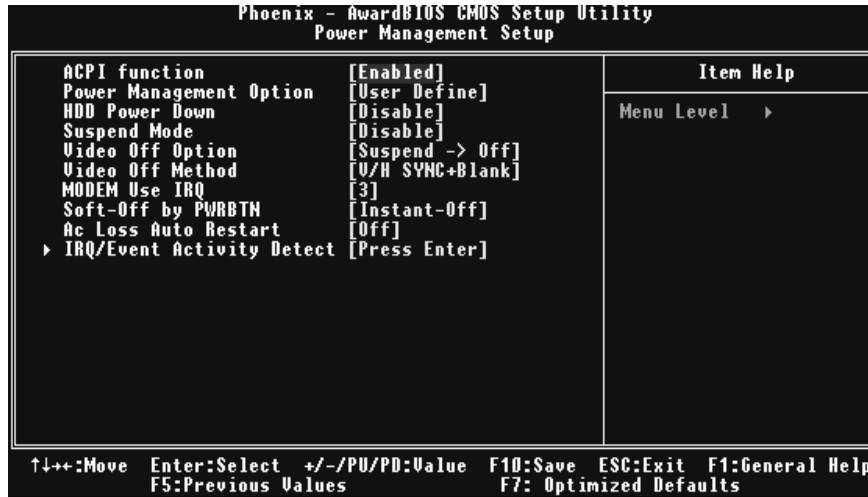 Phoenix - AwardBIOS CMOS Setup Utility
Power Management Setup
ACPI function [Enabled]
Power Management Option [User Define]
HDD Power Down [Disable]
Suspend Mode [Disable]
Video Off Option [Suspend -> Off]
Video Off Method [V/H SYNC+Blank]
MODEM Use IRQ [3]
Soft-Off by PWRBTN [Instant-Off]
Ac Loss Auto Restart [Off]
▸ IRQ/Event Activity Detect [Press Enter]
Item Help
Menu Level ▸
↑↓→←:Move Enter:Select +/-/PU/PD:Value F10:Save ESC:Exit F1:General Help
F5:Previous Values F7: Optimized Defaults